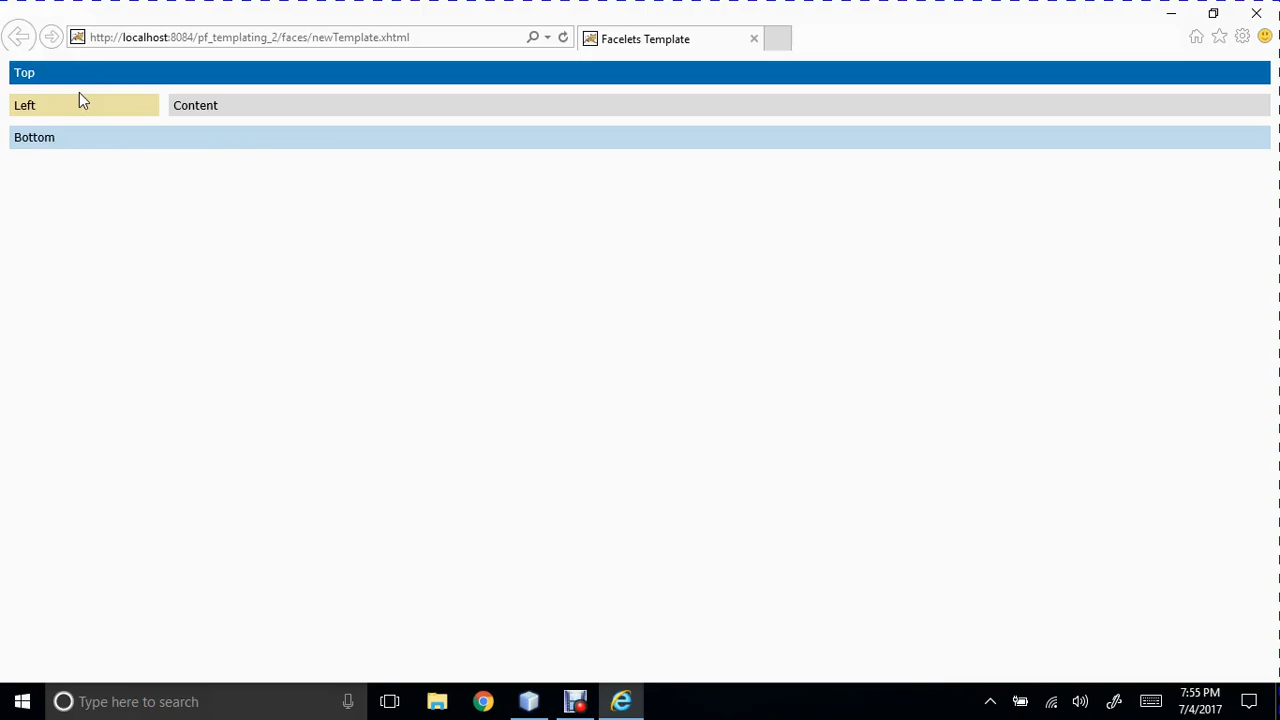 http://localhost:8084/pf_templating_2/faces/newTemplate.xhtml
Facelets Template
Top
Left
Content
Bottom
Type here to search
7:55 PM
7/4/2017